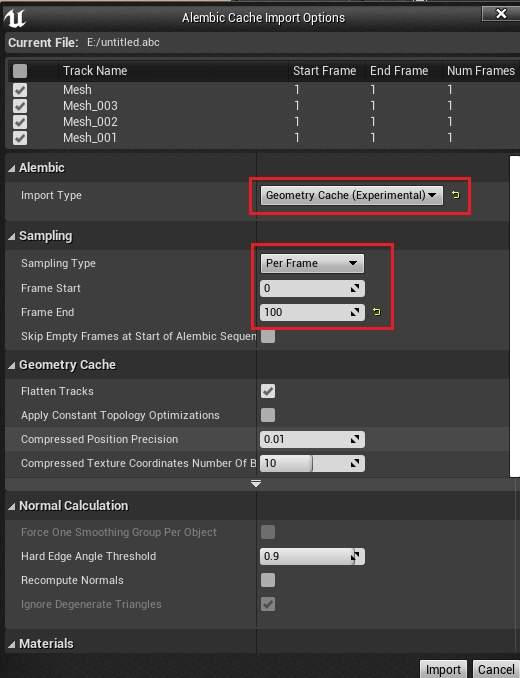 Alembic Cache Import Options
Current File: E:/untitled.abc
Track Name Start Frame End Frame Num Frames
Mesh 1 1 1
Mesh_003 1 1 1
Mesh_002 1 1 1
Mesh_001 1 1 1
Alembic
Import Type Geometry Cache (Experimental)
Sampling
Sampling Type Per Frame
Frame Start 0
Frame End 100
Skip Empty Frames at Start of Alembic Sequen
Geometry Cache
Flatten Tracks
Apply Constant Topology Optimizations
Compressed Position Precision 0.01
Compressed Texture Coordinates Number Of B 10
Normal Calculation
Force One Smoothing Group Per Object
Hard Edge Angle Threshold 0.9
Recompute Normals
Ignore Degenerate Triangles
Materials
Import Cancel